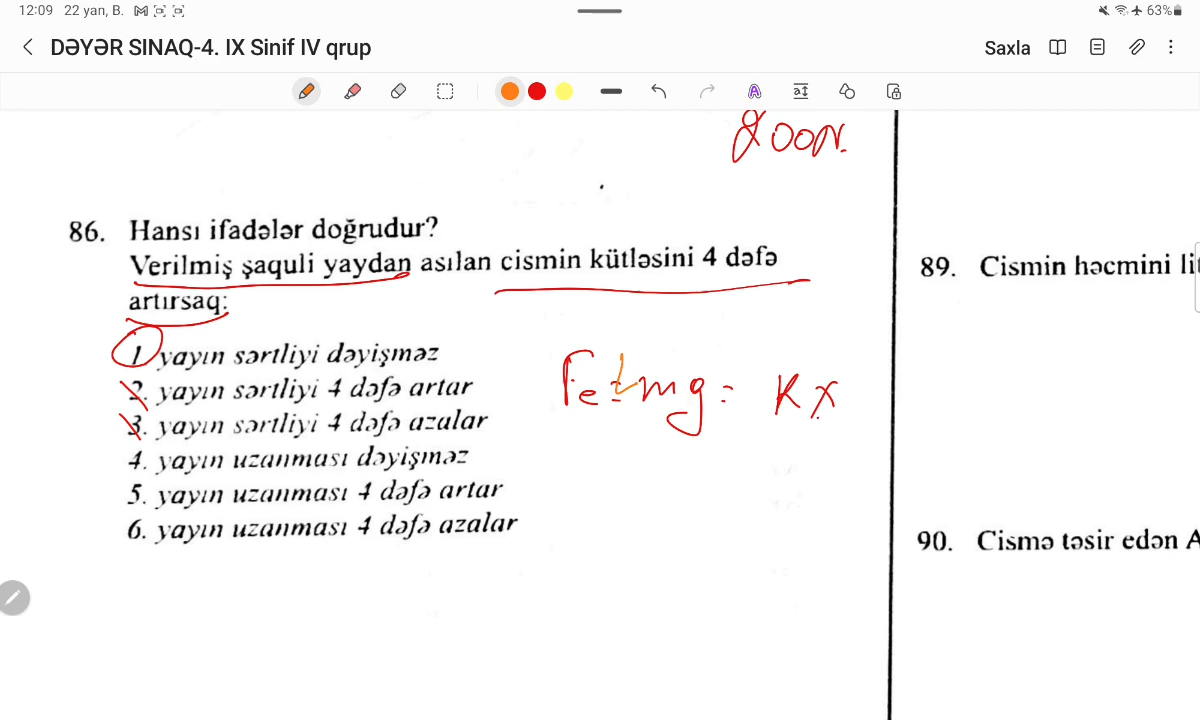 12:09 22 yan, B. 63%
DƏYƏR SINAQ-4. IX Sinif IV qrup
Saxla
200N.
86. Hansı ifadələr doğrudur?
Verilmiş şaquli yaydan asılan cismin kütləsini 4 dəfə
artırsaq:
1 yayın sərtliyi dəyişməz
2. yayın sərtliyi 4 dəfə artar
3. yayın sərtliyi 4 dəfə azalar
4. yayın uzanması dəyişməz
5. yayın uzanması 4 dəfə artar
6. yayın uzanması 4 dəfə azalar
Fe=mg= Kx
89. Cismin həcmini
90. Cismə təsir edən A